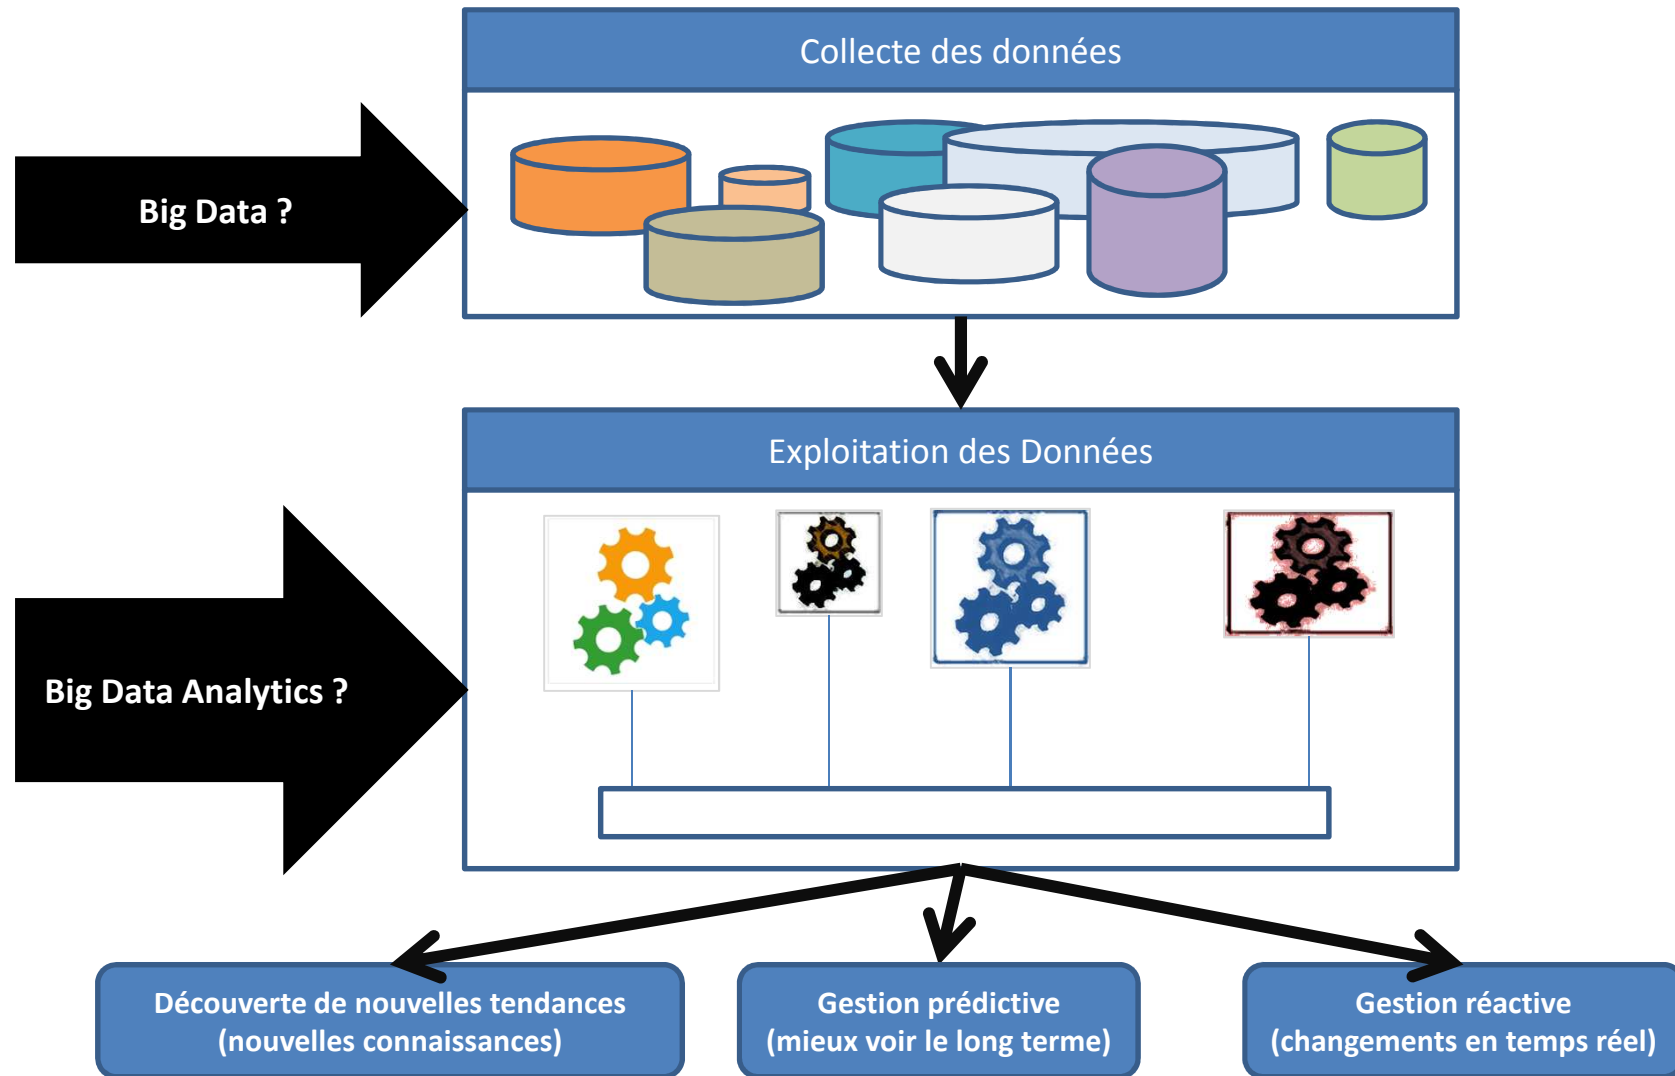 Collecte des données
Big Data ?
Exploitation des Données
Big Data Analytics ?
Découverte de nouvelles tendances
(nouvelles connaissances)
Gestion prédictive
(mieux voir le long terme)
Gestion réactive
(changements en temps réel)